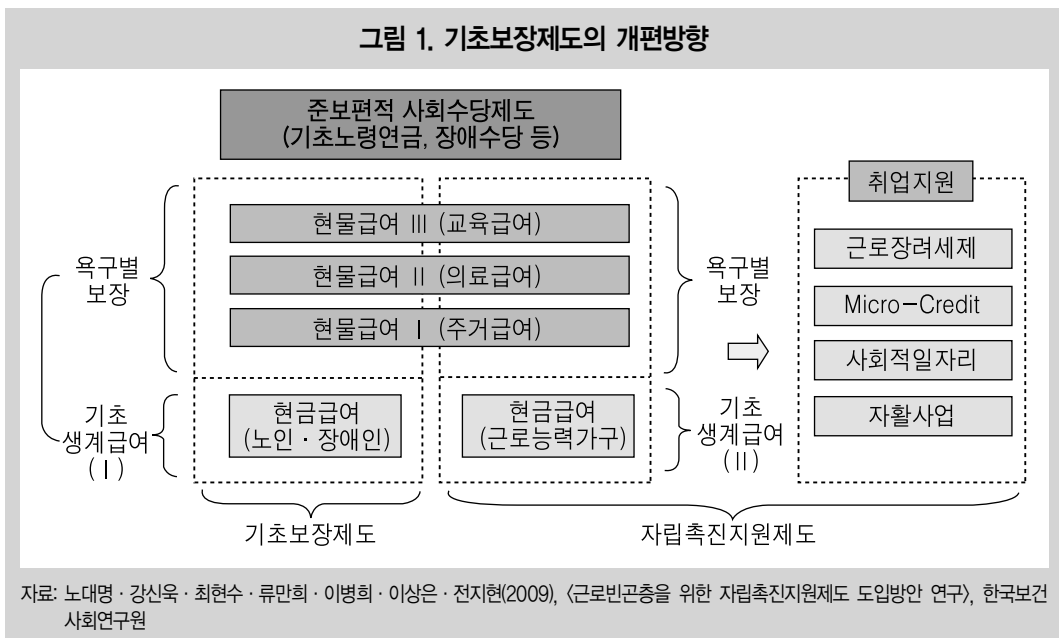 그림 1. 기초보장제도의 개편방향
준보편적 사회수당제도
(기초노령연금, 장애수당 등)
취업지원
현물급여 Ⅲ (교육급여)
현물급여 Ⅱ (의료급여)
현물급여 Ⅰ (주거급여)
욕구별
보장
욕구별
보장
근로장려세제
Micro-Credit
사회적일자리
자활사업
기초
생계급여
(Ⅰ)
현금급여
(노인·장애인)
현금급여
(근로능력가구)
기초
생계급여
(Ⅱ)
기초보장제도
자립촉진지원제도
자료: 노대명·강신욱·최현수·류만희·이병희·이상은·전지현(2009), 〈근로빈곤층을 위한 자립촉진지원제도 도입방안 연구〉, 한국보건
사회연구원